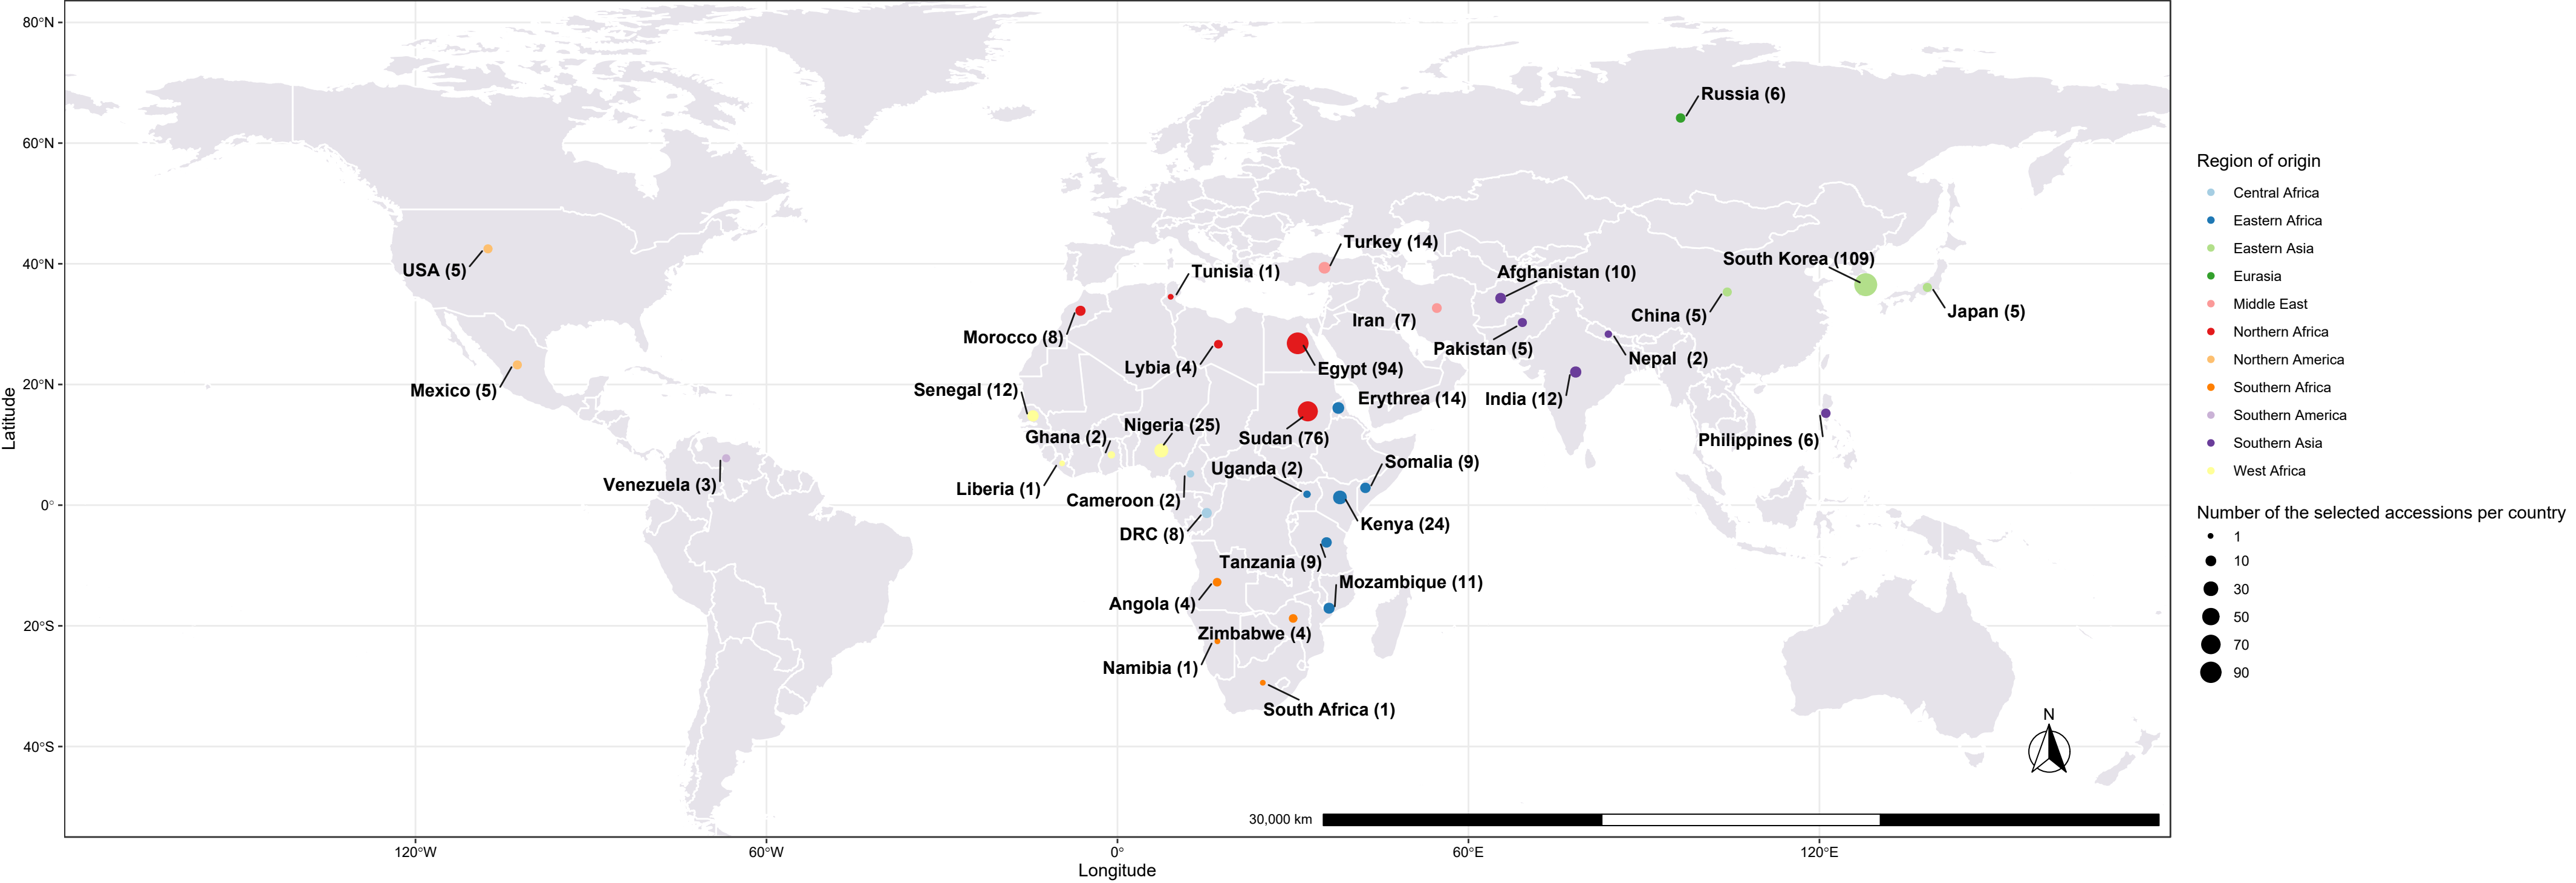 80°N
60°N
40°N
20°N
0°
20°S
40°S
Latitude
120°W
60°W
0°
60°E
120°E
Longitude
Russia (6)
Turkey (14)
USA (5)
Tunisia (1)
Afghanistan (10)
South Korea (109)
Morocco (8)
Iran  (7)
China (5)
Japan (5)
Lybia (4)
Egypt (94)
Pakistan (5)
Nepal  (2)
Mexico (5)
Senegal (12)
Erythrea (14)
India (12)
Ghana (2)
Nigeria (25)
Sudan (76)
Philippines (6)
Venezuela (3)
Liberia (1)
Cameroon (2)
Uganda (2)
Somalia (9)
DRC (8)
Kenya (24)
Tanzania (9)
Angola (4)
Mozambique (11)
Zimbabwe (4)
Namibia (1)
South Africa (1)
N
30,000 km
Region of origin
Central Africa
Eastern Africa
Eastern Asia
Eurasia
Middle East
Northern Africa
Northern America
Southern Africa
Southern America
Southern Asia
West Africa
Number of the selected accessions per country
1
10
30
50
70
90